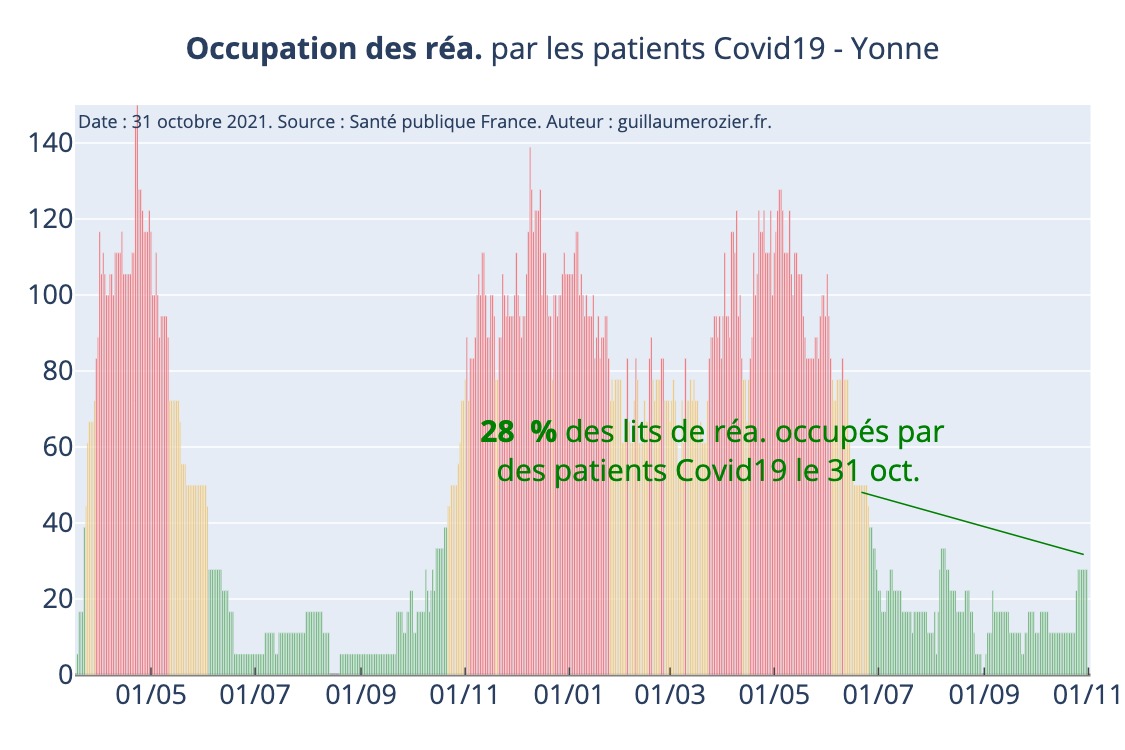 Occupation des réa. par les patients Covid19 - Yonne
Date : 31 octobre 2021. Source : Santé publique France. Auteur : guillaumerozier.fr.
140
120
100
80
60
40
20
0
28 % des lits de réa. occupés par
des patients Covid19 le 31 oct.
01/05 01/07 01/09 01/11 01/01 01/03 01/05 01/07 01/09 01/11